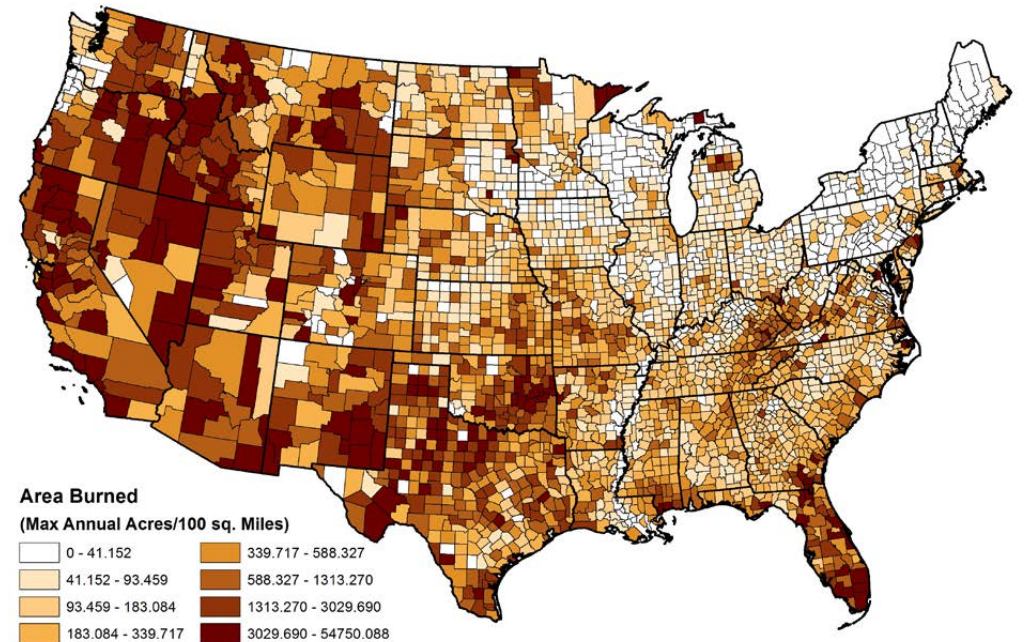 Area Burned
(Max Annual Acres/100 sq. Miles)
0 - 41.152
41.152 - 93.459
93.459 - 183.084
183.084 - 339.717
339.717 - 588.327
588.327 - 1313.270
1313.270 - 3029.690
3029.690 - 54750.088